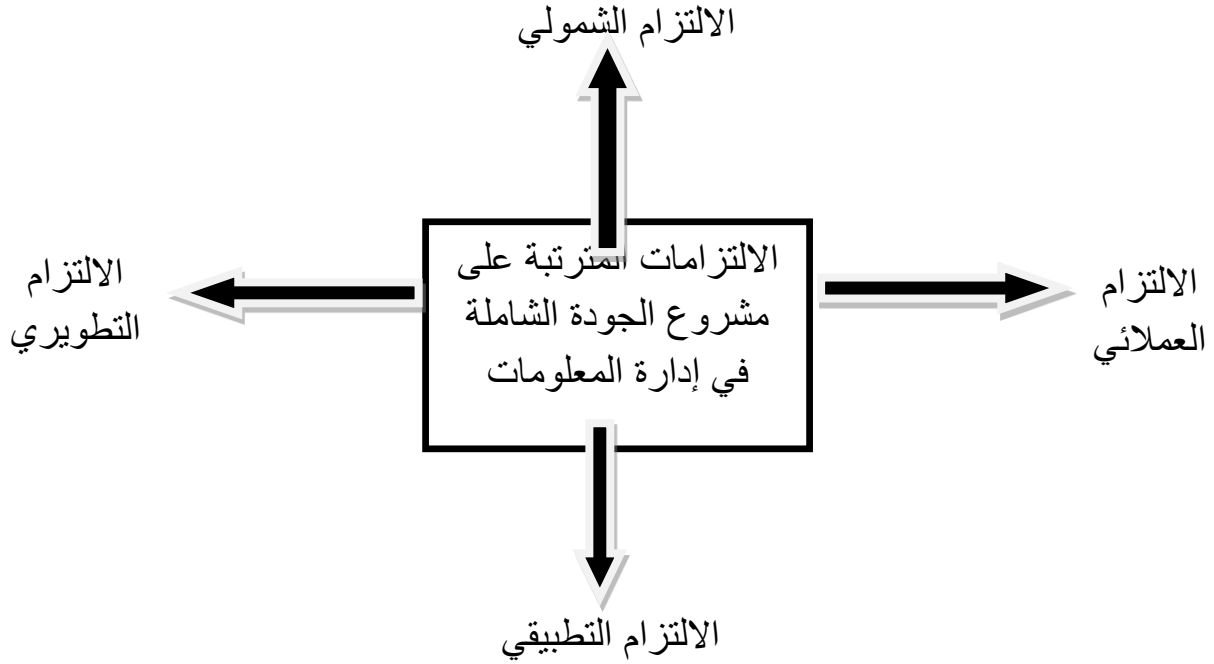 الالتزام الشمولي
الالتزامات المترتبة على
مشروع الجودة الشاملة
في إدارة المعلومات
الالتزام
العملائي
الالتزام
التطويري
الالتزام التطبيقي